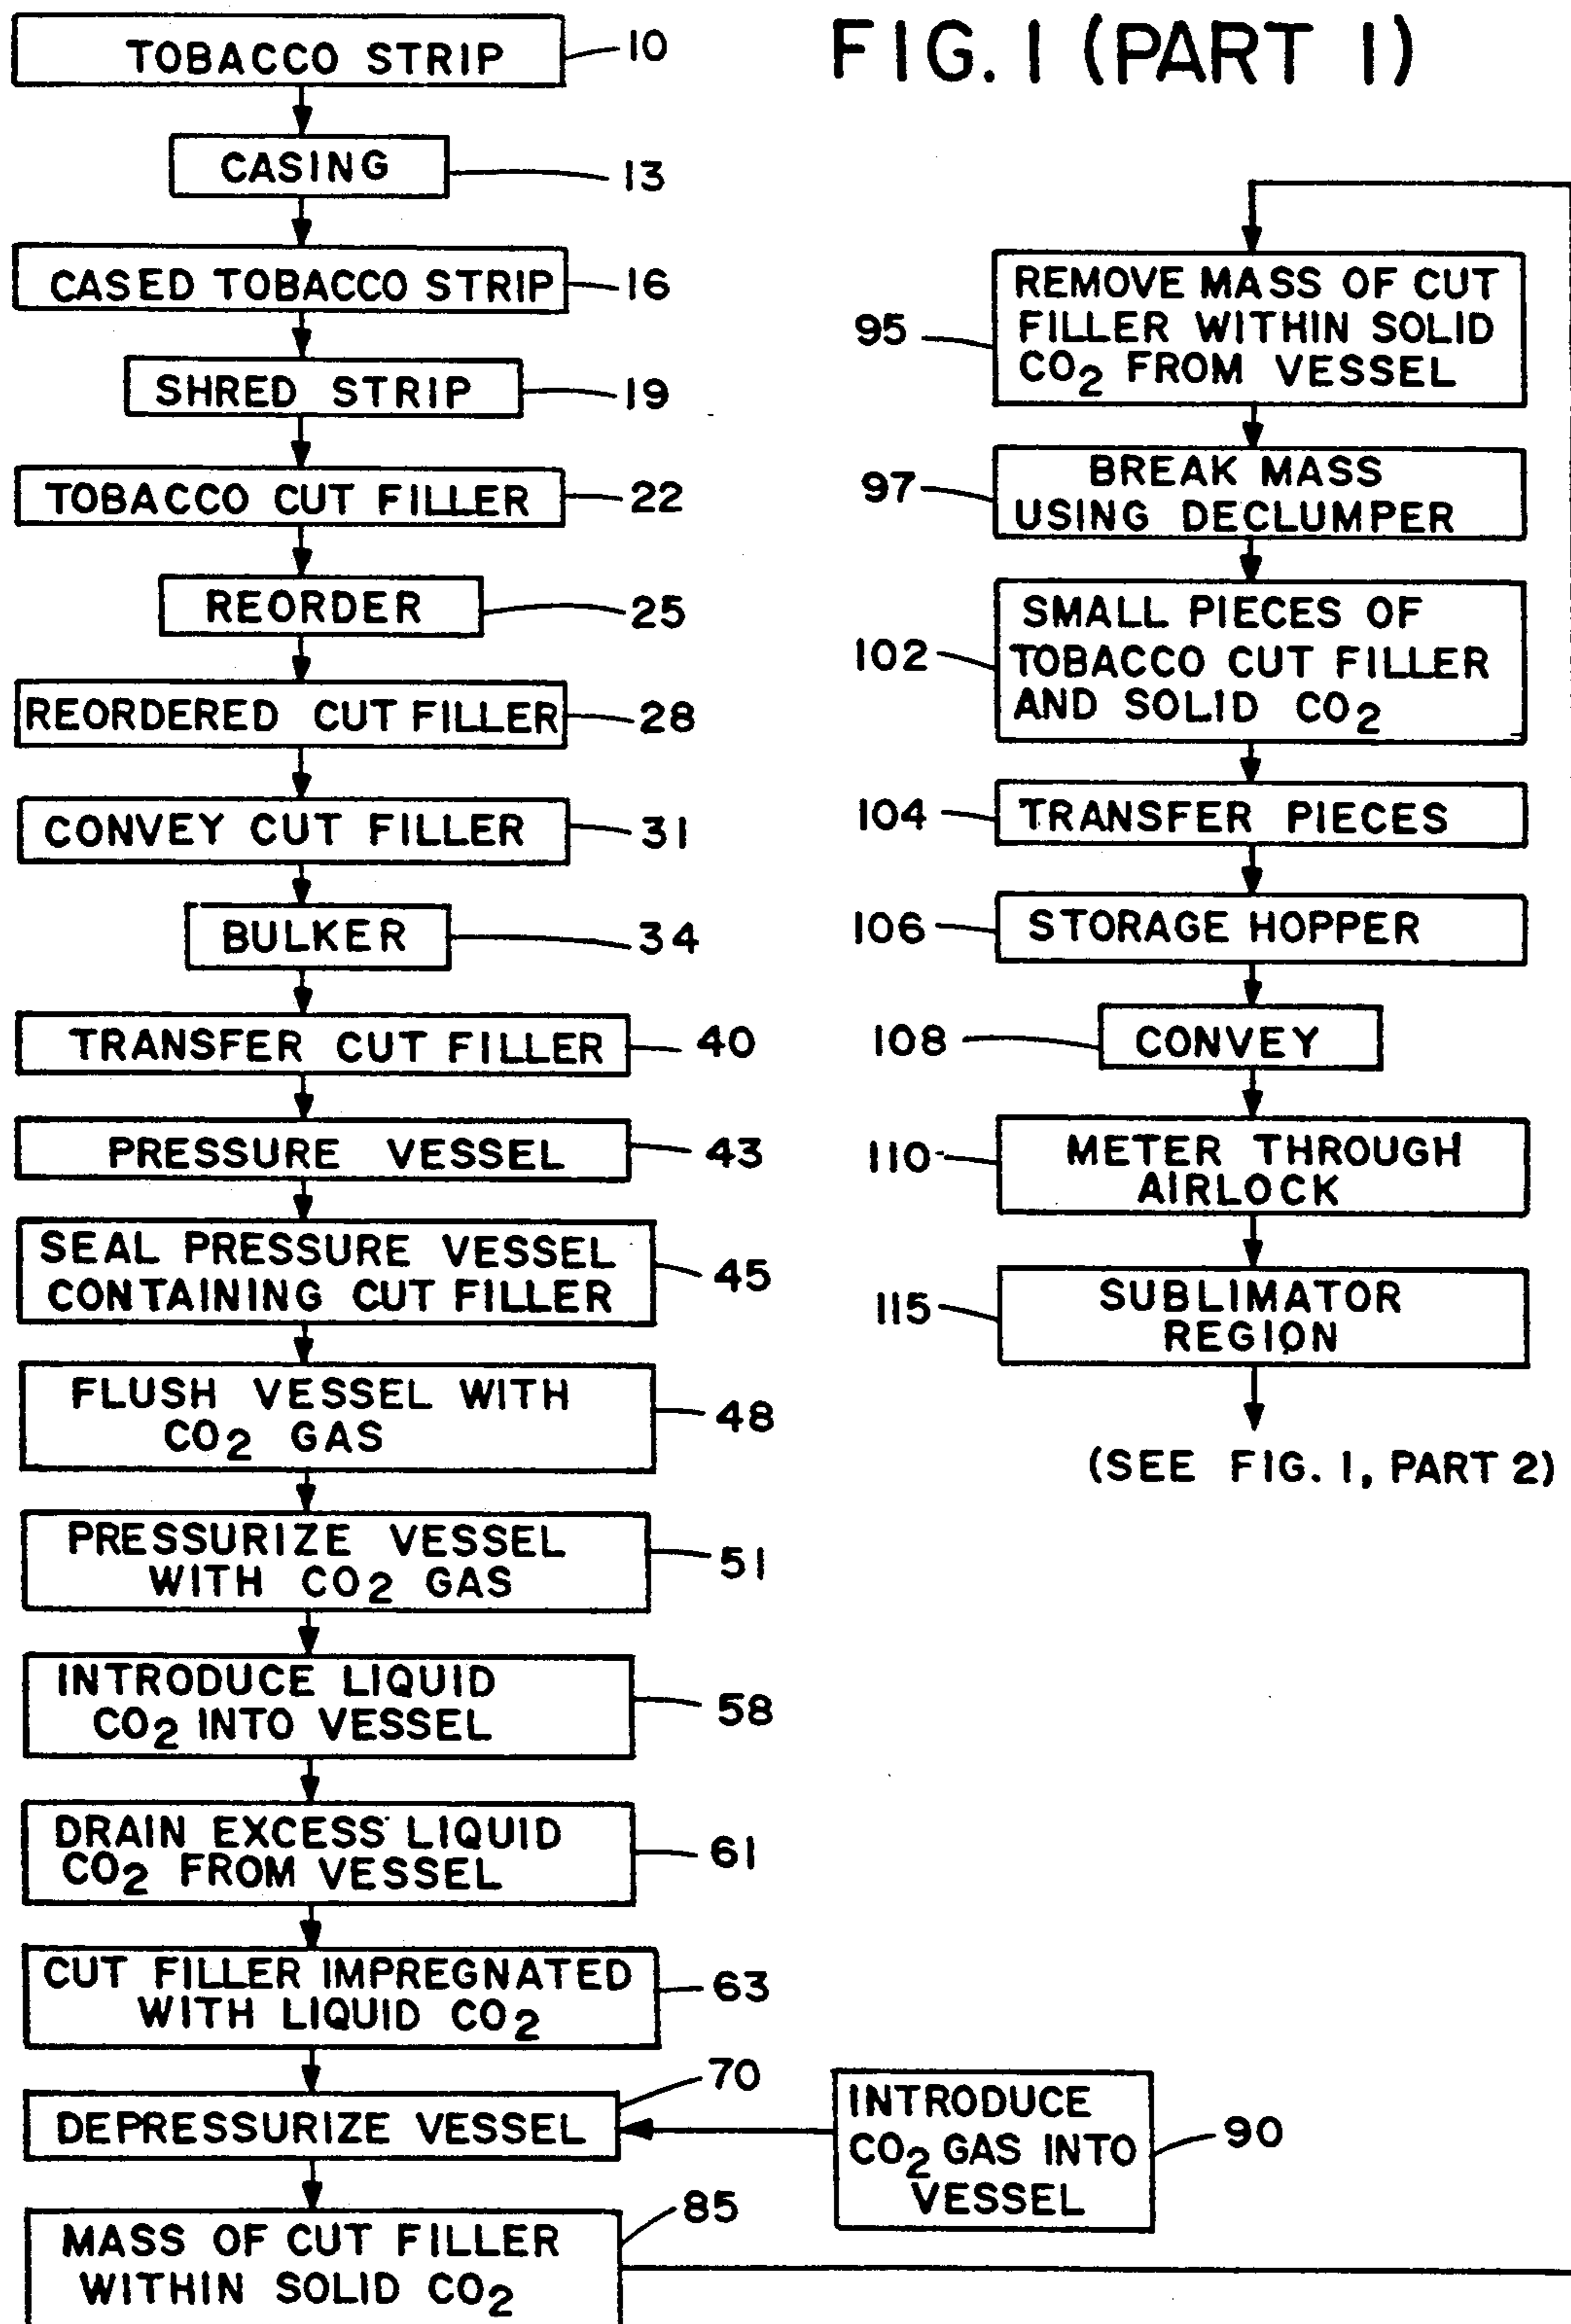 FIG. 1 (PART 1)
TOBACCO STRIP
10
CASING
13
CASED TOBACCO STRIP
16
SHRED STRIP
19
TOBACCO CUT FILLER
22
REORDER
25
REORDERED CUT FILLER
28
CONVEY CUT FILLER
31
BULKER
34
TRANSFER CUT FILLER
40
PRESSURE VESSEL
43
SEAL PRESSURE VESSEL
CONTAINING CUT FILLER
45
FLUSH VESSEL WITH
CO2 GAS
48
PRESSURIZE VESSEL
WITH CO2 GAS
51
INTRODUCE LIQUID
CO2 INTO VESSEL
58
DRAIN EXCESS LIQUID
CO2 FROM VESSEL
61
CUT FILLER IMPREGNATED
WITH LIQUID CO2
63
DEPRESSURIZE VESSEL
70
INTRODUCE
CO2 GAS INTO
VESSEL
90
MASS OF CUT FILLER
WITHIN SOLID CO2
85
REMOVE MASS OF CUT
FILLER WITHIN SOLID
CO2 FROM VESSEL
95
BREAK MASS
USING DECLUMPER
97
SMALL PIECES OF
TOBACCO CUT FILLER
AND SOLID CO2
102
TRANSFER PIECES
104
STORAGE HOPPER
106
CONVEY
108
METER THROUGH
AIRLOCK
110
SUBLIMATOR
REGION
115
(SEE FIG. 1, PART 2)